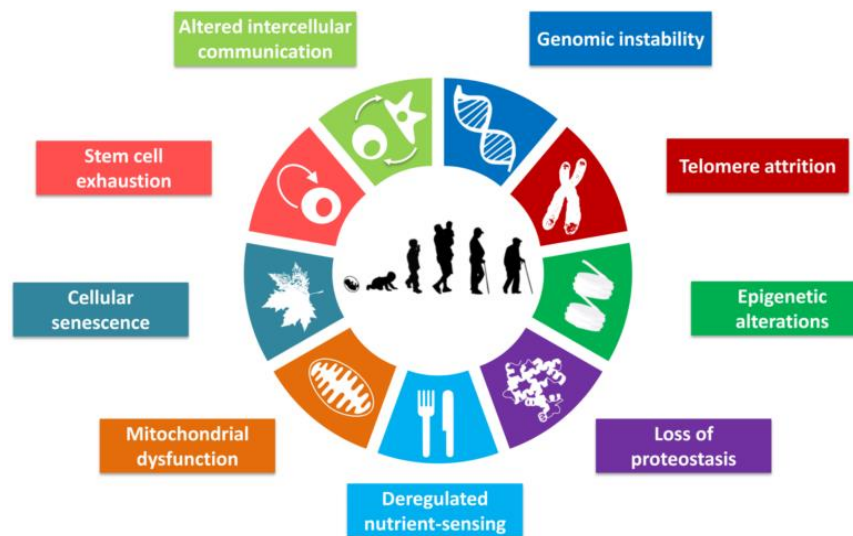 Altered intercellular
communication
Genomic instability
Stem cell
exhaustion
Telomere attrition
Cellular
senescence
Epigenetic
alterations
Mitochondrial
dysfunction
Loss of
proteostasis
Deregulated
nutrient-sensing